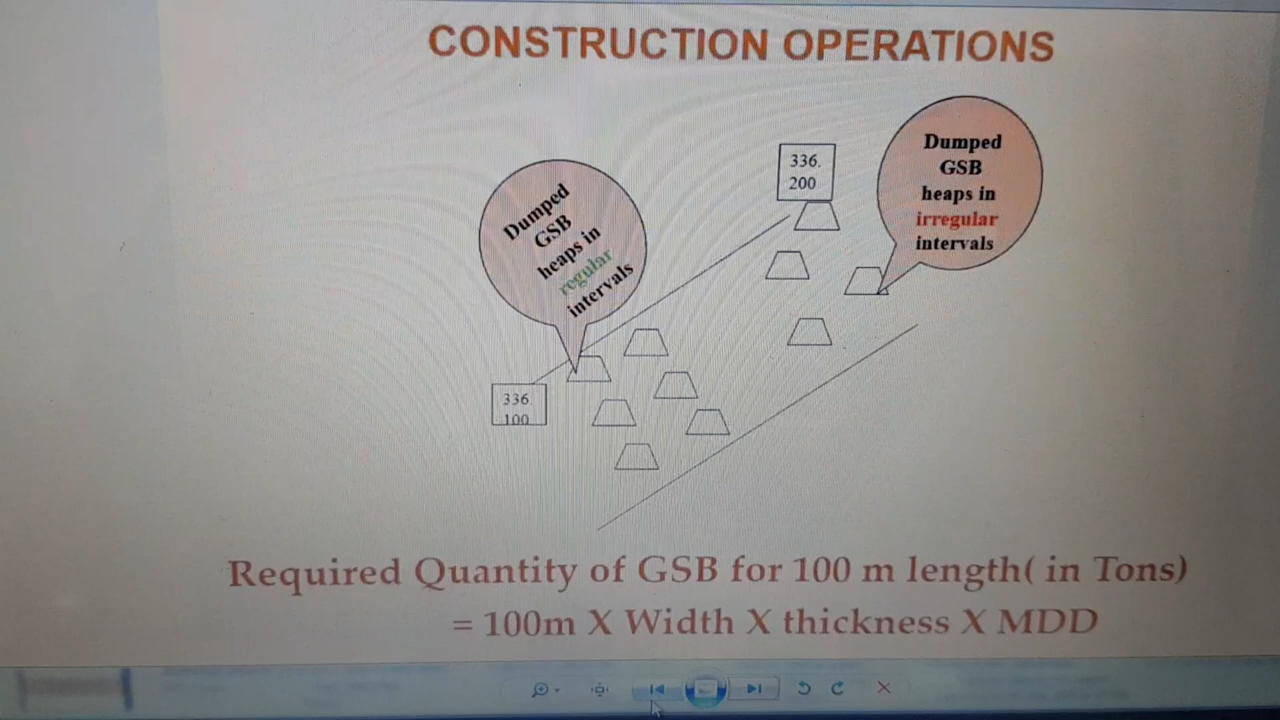 CONSTRUCTION OPERATIONS
Dumped
GSB
heaps in
regular
intervals
336.
200
Dumped
GSB
heaps in
irregular
intervals
336
100
Required Quantity of GSB for 100 m length( in Tons)
= 100m X Width X thickness X MDD